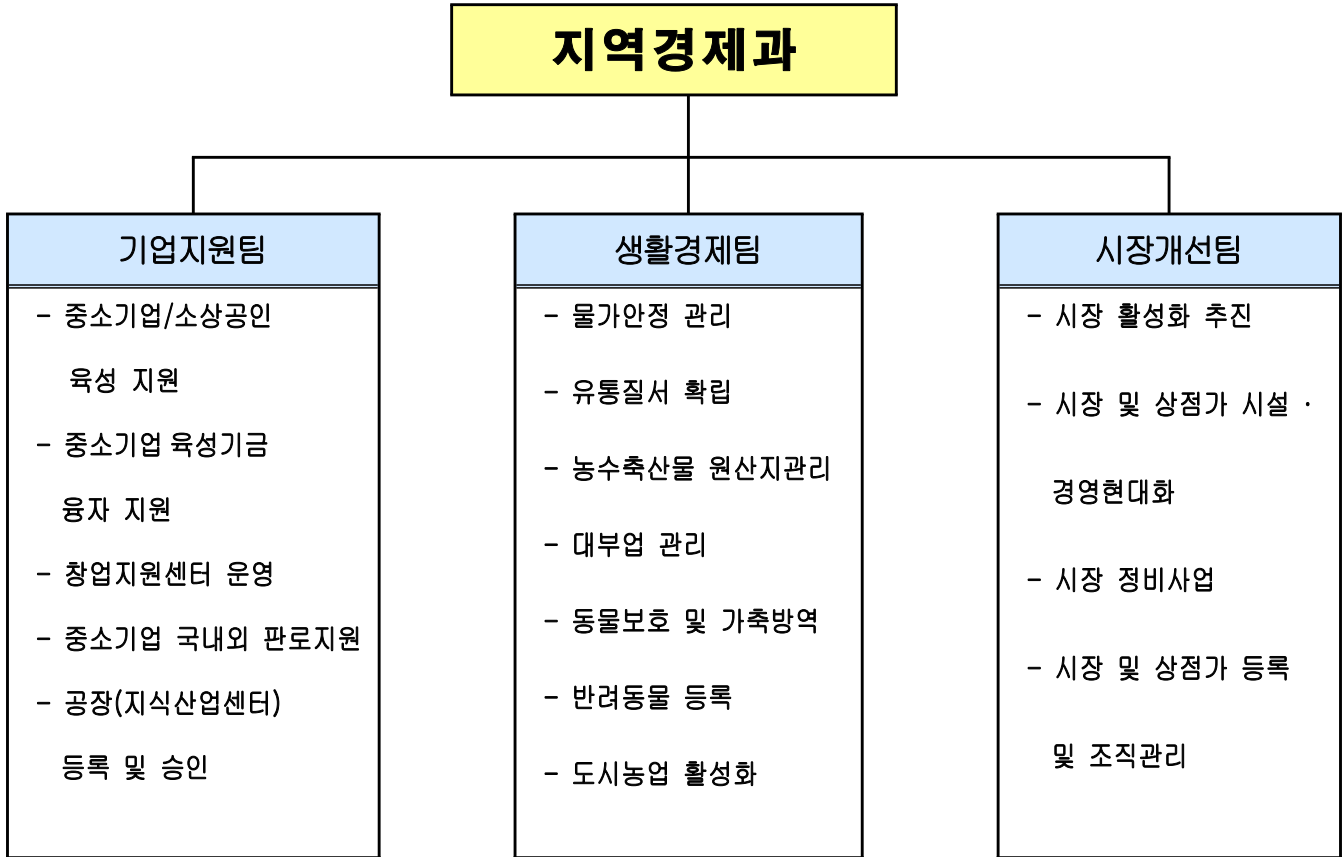 지역경제과
기업지원팀
- 중소기업/소상공인
육성 지원
- 중소기업 육성기금
융자 지원
- 창업지원센터 운영
- 중소기업 국내외 판로지원
- 공장(지식산업센터)
등록 및 승인
생활경제팀
- 물가안정 관리
- 유통질서 확립
- 농수축산물 원산지관리
- 대부업 관리
- 동물보호 및 가축방역
- 반려동물 등록
- 도시농업 활성화
시장개선팀
- 시장 활성화 추진
- 시장 및 상점가 시설 ·
경영현대화
- 시장 정비사업
- 시장 및 상점가 등록
및 조직관리